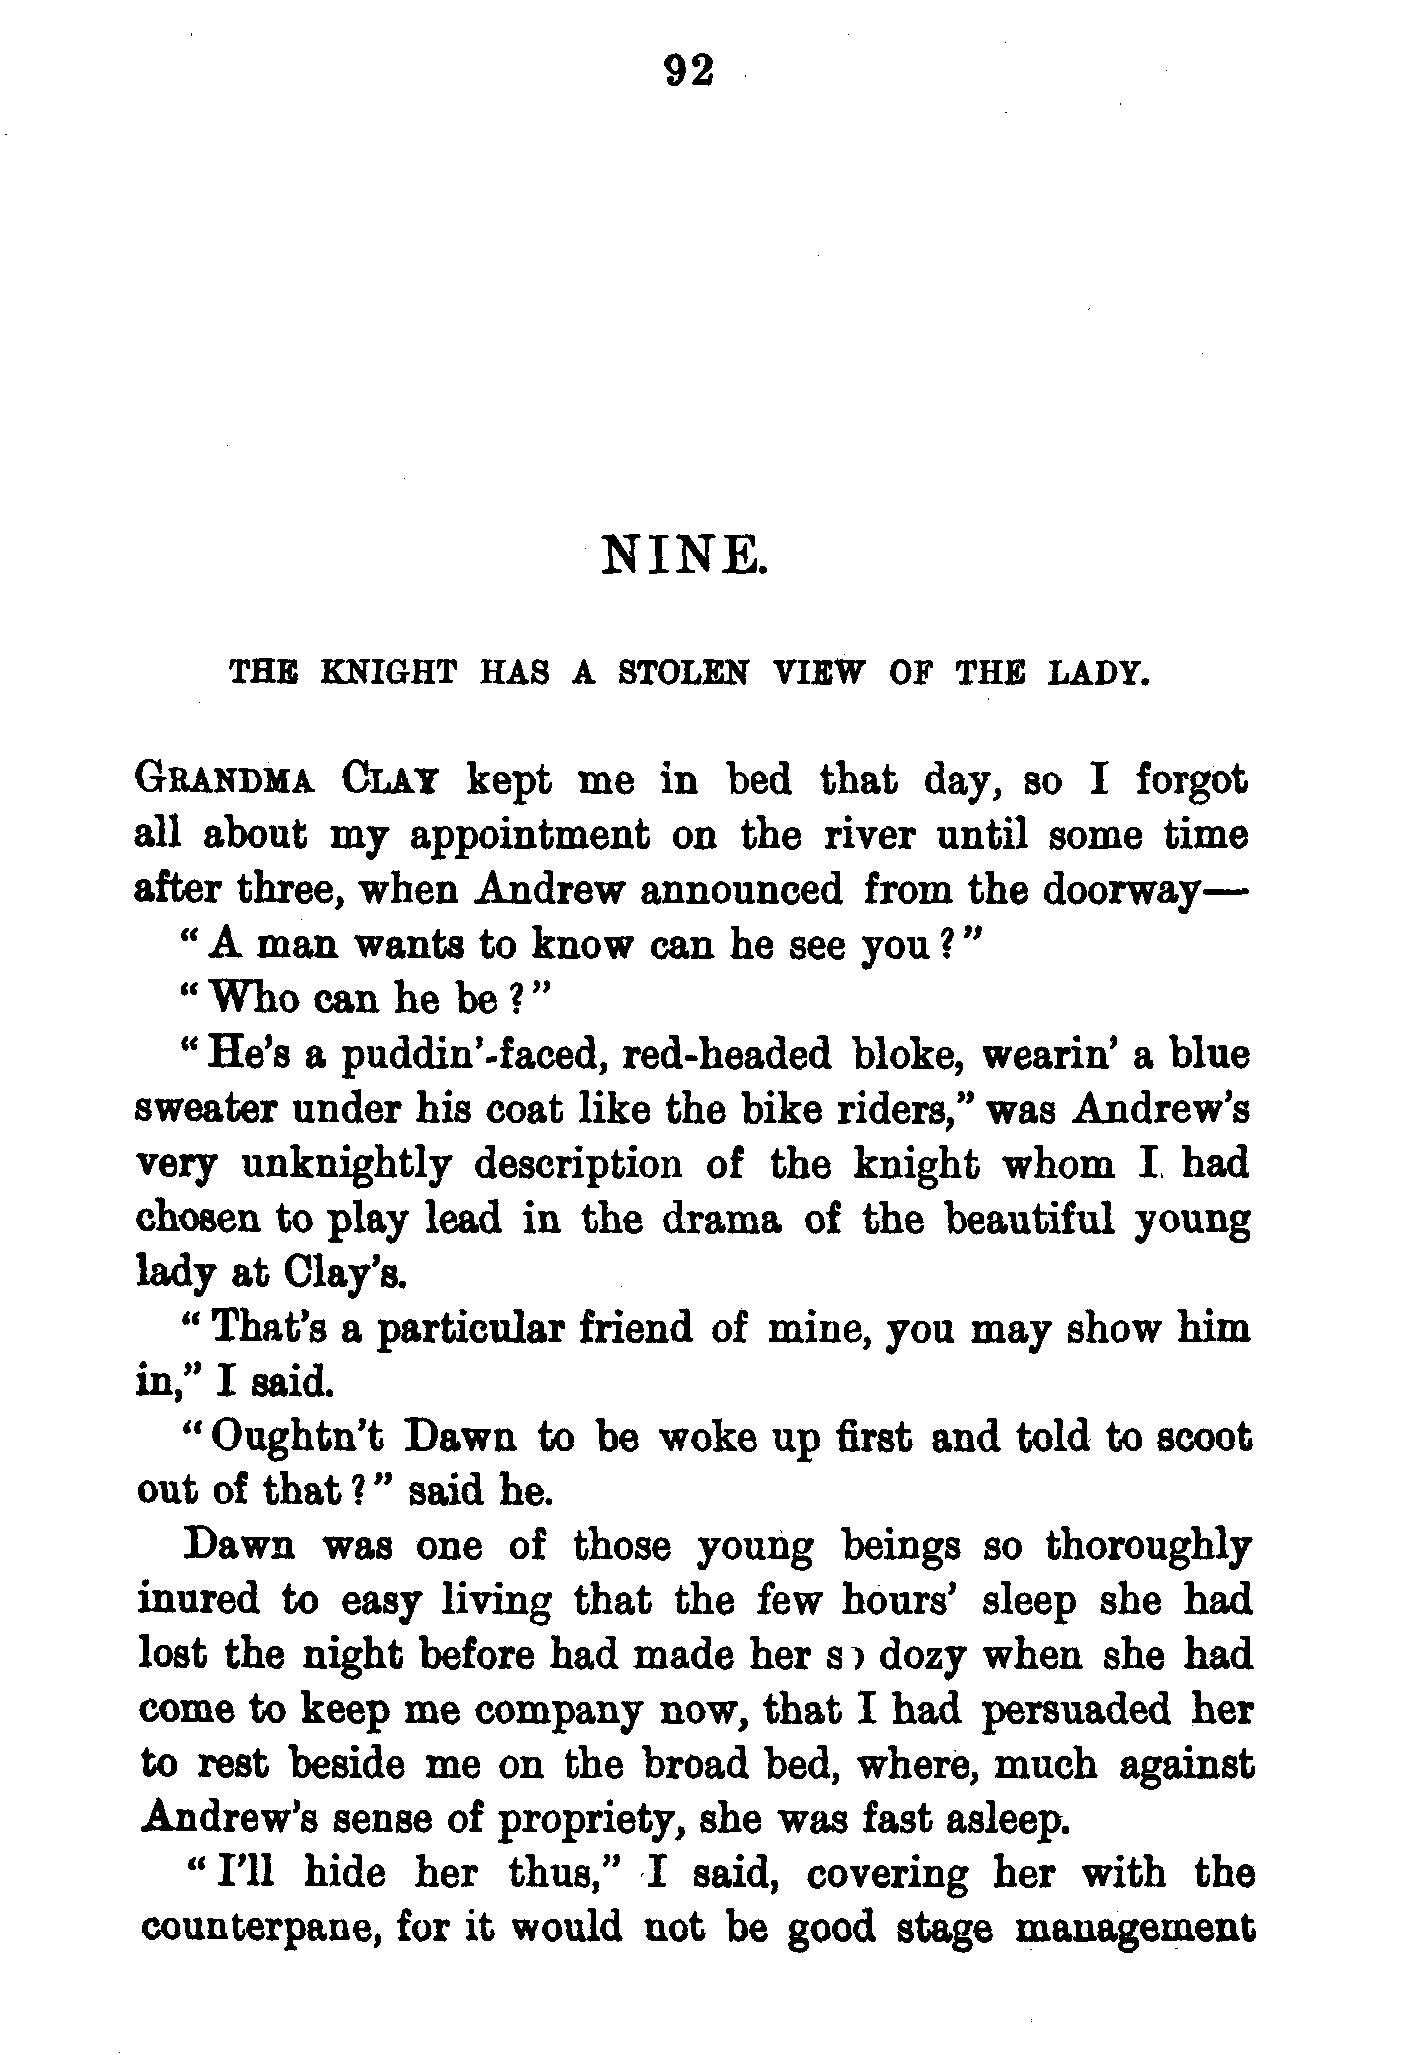 92
NINE.
THE KNIGHT HAS A STOLEN VIEW OF THE LADY.
GRANDMA CLAY kept me in bed that day, so I forgot
all about my appointment on the river until some time
after three, when Andrew announced from the doorway—
“A man wants to know can he see you?”
“Who can he be?”
“He’s a puddin’-faced, red-headed bloke, wearin’ a blue
sweater under his coat like the bike riders,” was Andrew’s
very unknightly description of the knight whom I had
chosen to play lead in the drama of the beautiful young
lady at Clay’s.
“That’s a particular friend of mine, you may show him
in,” I said.
“Oughtn’t Dawn to be woke up first and told to scoot
out of that?” said he.
Dawn was one of those young beings so thoroughly
inured to easy living that the few hours’ sleep she had
lost the night before had made her so dozy when she had
come to keep me company now, that I had persuaded her
to rest beside me on the broad bed, where, much against
Andrew’s sense of propriety, she was fast asleep.
“I’ll hide her thus,” I said, covering her with the
counterpane, for it would not be good stage management